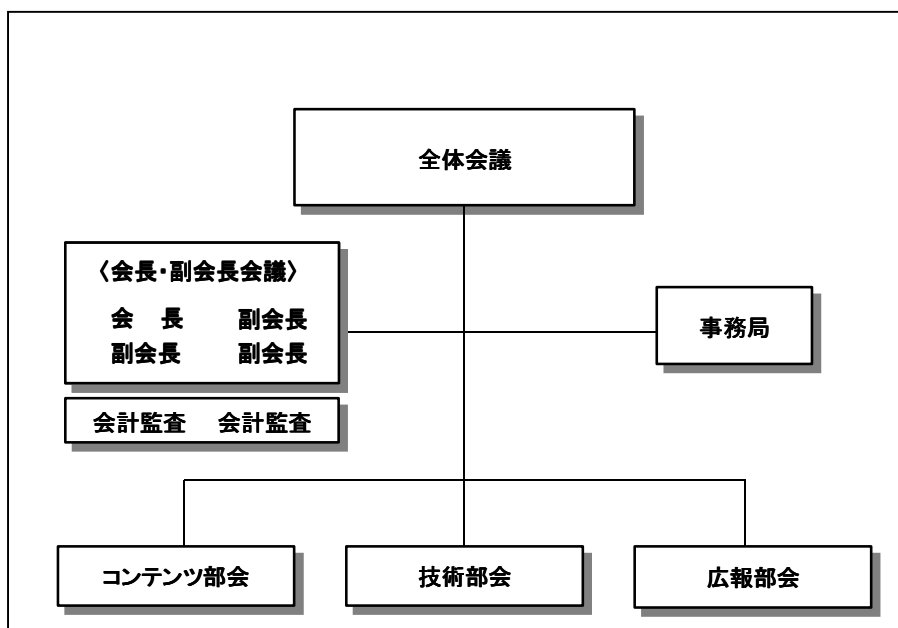 全体会議
〈会長・副会長会議〉
会　長　　副会長
副会長　　副会長
事務局
会計監査　会計監査
コンテンツ部会
技術部会
広報部会